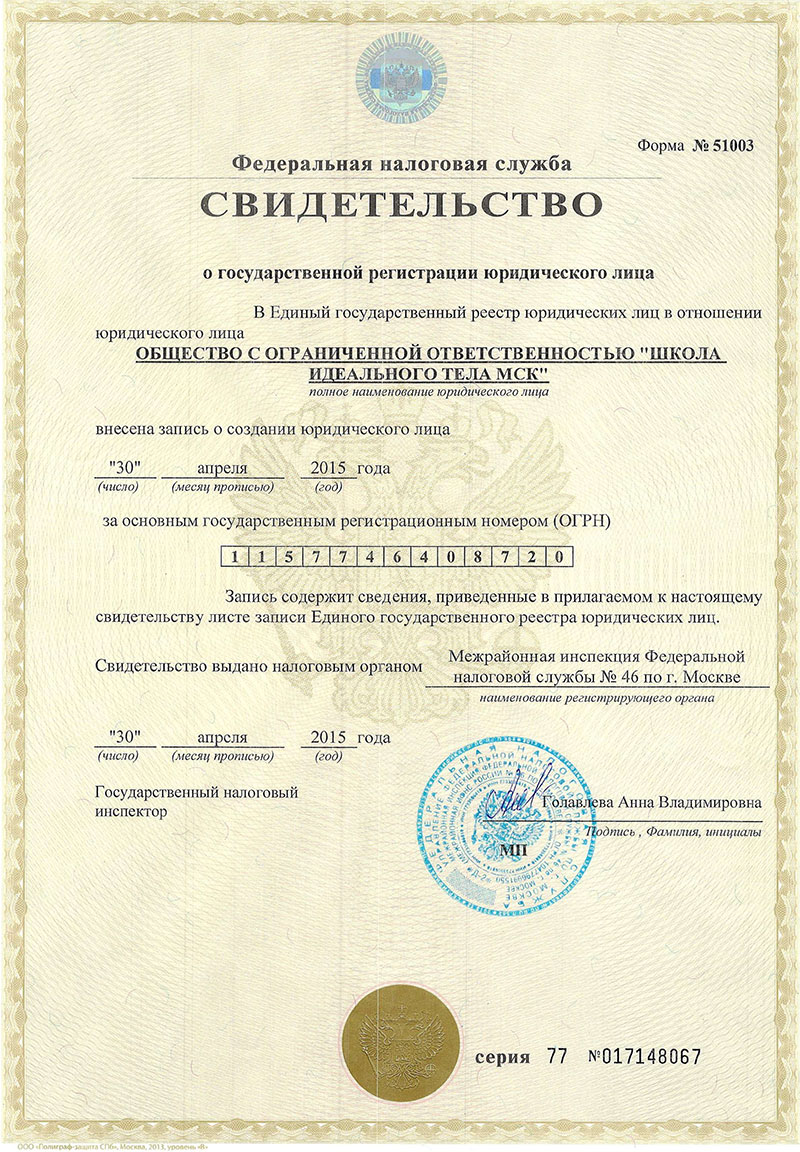 Форма № 51003
Федеральная налоговая служба
СВИДЕТЕЛЬСТВО
о государственной регистрации юридического лица
В Единый государственный реестр юридических лиц в отношении
юридического лица
ОБЩЕСТВО С ОГРАНИЧЕННОЙ ОТВЕТСТВЕННОСТЬЮ "ШКОЛА
ИДЕАЛЬНОГО ТЕЛА МСК"
полное наименование юридического лица
внесена запись о создании юридического лица
"30" апреля 2015 года
(число) (месяц прописью) (год)
за основным государственным регистрационным номером (ОГРН)
1 1 5 7 7 4 6 4 0 8 7 2 0
Запись содержит сведения, приведенные в прилагаемом к настоящему
свидетельству листе записи Единого государственного реестра юридических лиц.
Свидетельство выдано налоговым органом
Межрайонная инспекция Федеральной
налоговой службы № 46 по г. Москве
наименование регистрирующего органа
"30" апреля 2015 года
(число) (месяц прописью) (год)
Государственный налоговый
инспектор
Голавлева Анна Владимировна
Подпись , Фамилия, инициалы
МП
серия 77 №017148067
ООО «Полиграф-защита СПб», Москва, 2013, уровень «В»